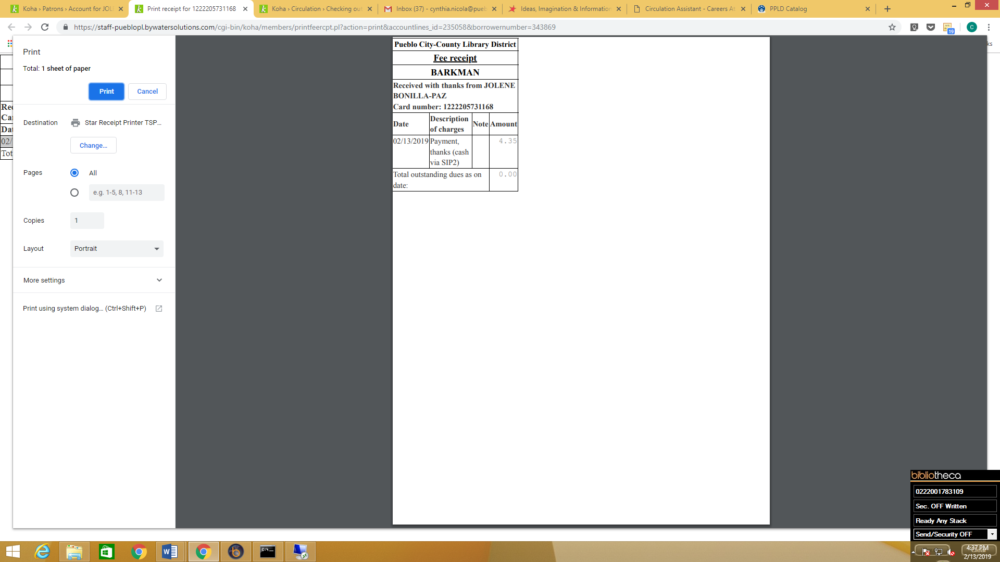 Koha › Patrons › Account for JOL
Print receipt for 1222205731168
Koha › Circulation › Checking out
Inbox (37) - cynthia.nicola@pueb
Ideas, Imagination & Information
Circulation Assistant - Careers At
PPLD Catalog
https://staff-pueblopl.bywatersolutions.com/cgi-bin/koha/members/printfeercpt.pl?action=print&accountlines_id=235058&borrowernumber=343869
19
C
ks
Print
Total: 1 sheet of paper
Print
Cancel
Destination
Star Receipt Printer TSP...
Change...
Pages
All
e.g. 1-5, 8, 11-13
Copies
1
Layout
Portrait
More settings
Print using system dialog... (Ctrl+Shift+P)
Rec
Car
Dat
02/
Tot
Pueblo City-County Library District
Fee receipt
BARKMAN
Received with thanks from JOLENE
BONILLA-PAZ
Card number: 1222205731168
Date
Description
of charges
Note
Amount
02/13/2019
Payment,
thanks (cash
via SIP2)
4.35
Total outstanding dues as on
date:
0.00
bibliotheca
0222001783109
Sec. OFF Written
Ready Any Stack
Send/Security OFF
Clear
4:37 PM
2/13/2019